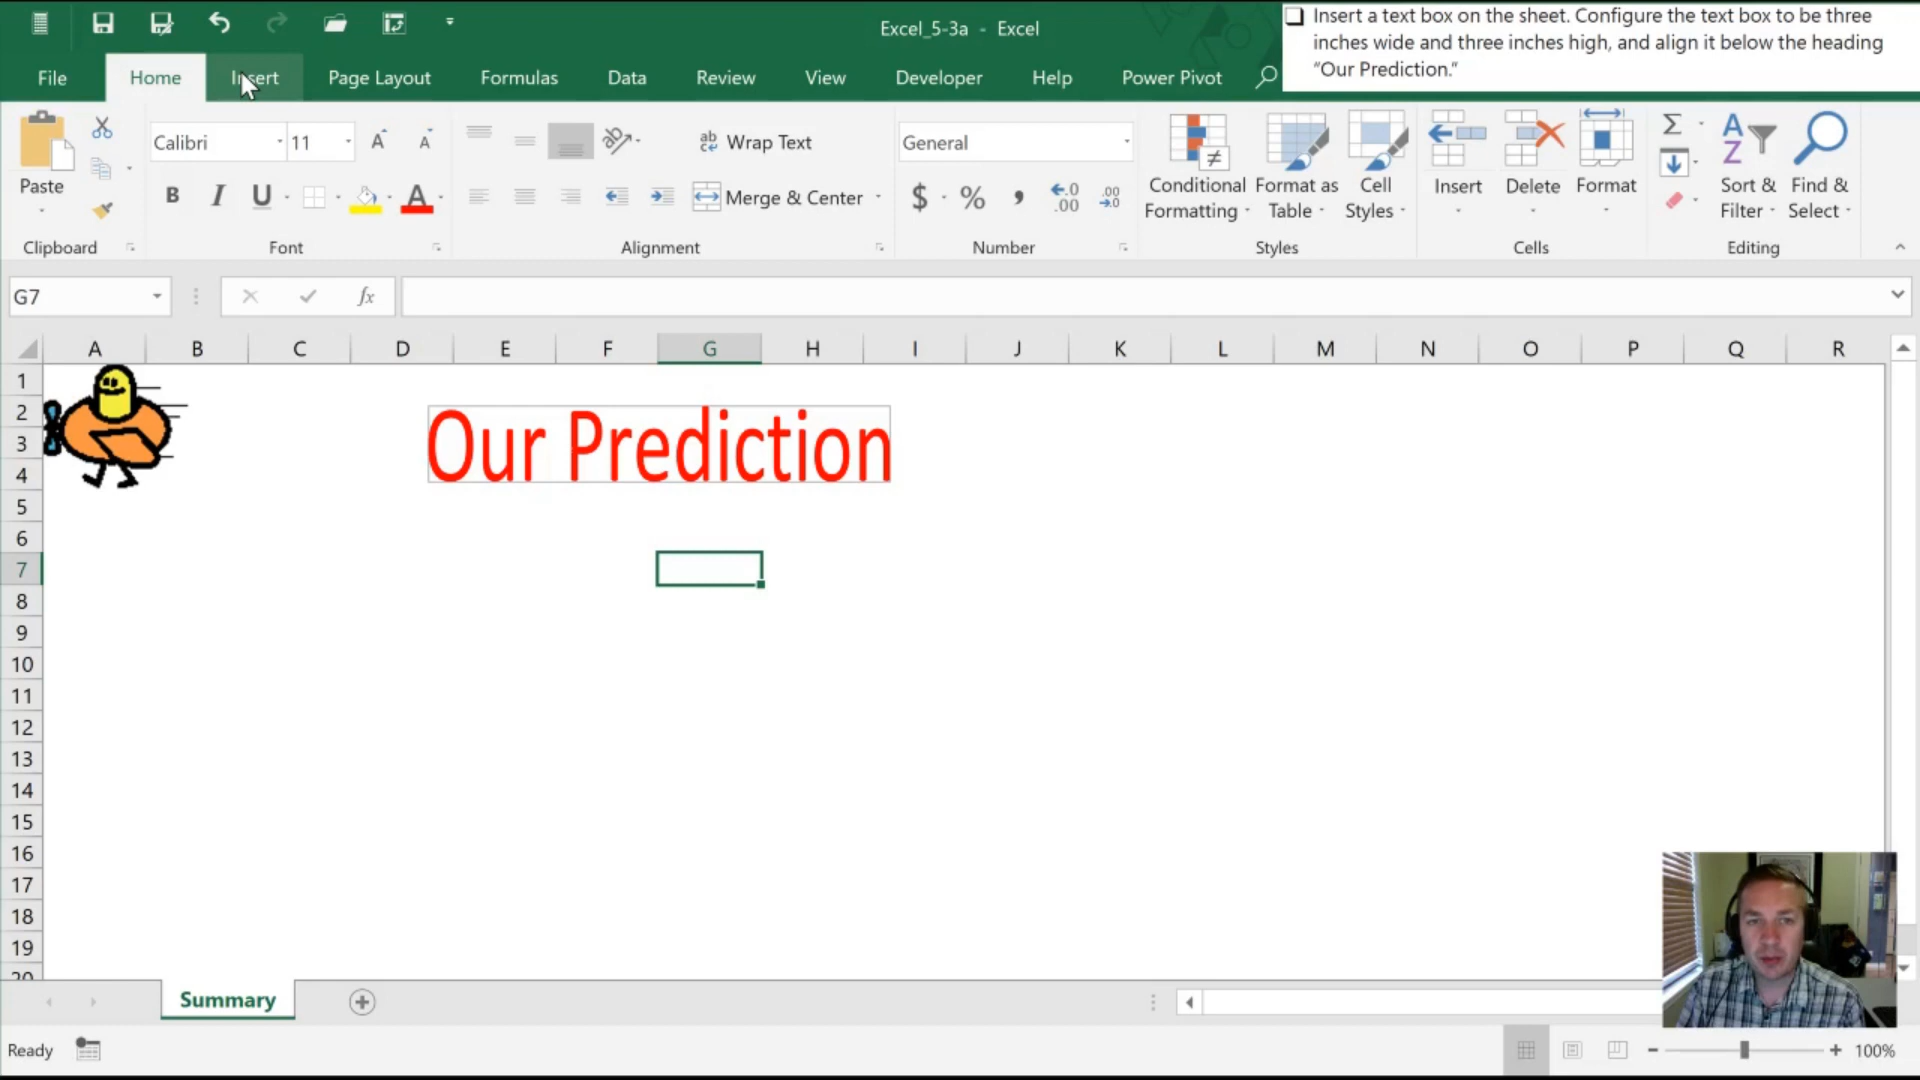 Excel_5-3a - Excel
Insert a text box on the sheet. Configure the text box to be three
inches wide and three inches high, and align it below the heading
“Our Prediction.”
File Home Insert Page Layout Formulas Data Review View Developer Help Power Pivot
Calibri 11 Wrap Text General
Paste Merge & Center $ % , Conditional Formatting Format as Table Cell Styles Insert Delete Format Sort & Filter Find & Select
Clipboard Font Alignment Number Styles Cells Editing
G7 fx
A B C D E F G H I J K L M N O P Q R
1
2
3
4
Our Prediction
5
6
7
8
9
10
11
12
13
14
15
16
17
18
19
20
Summary
Ready 100%